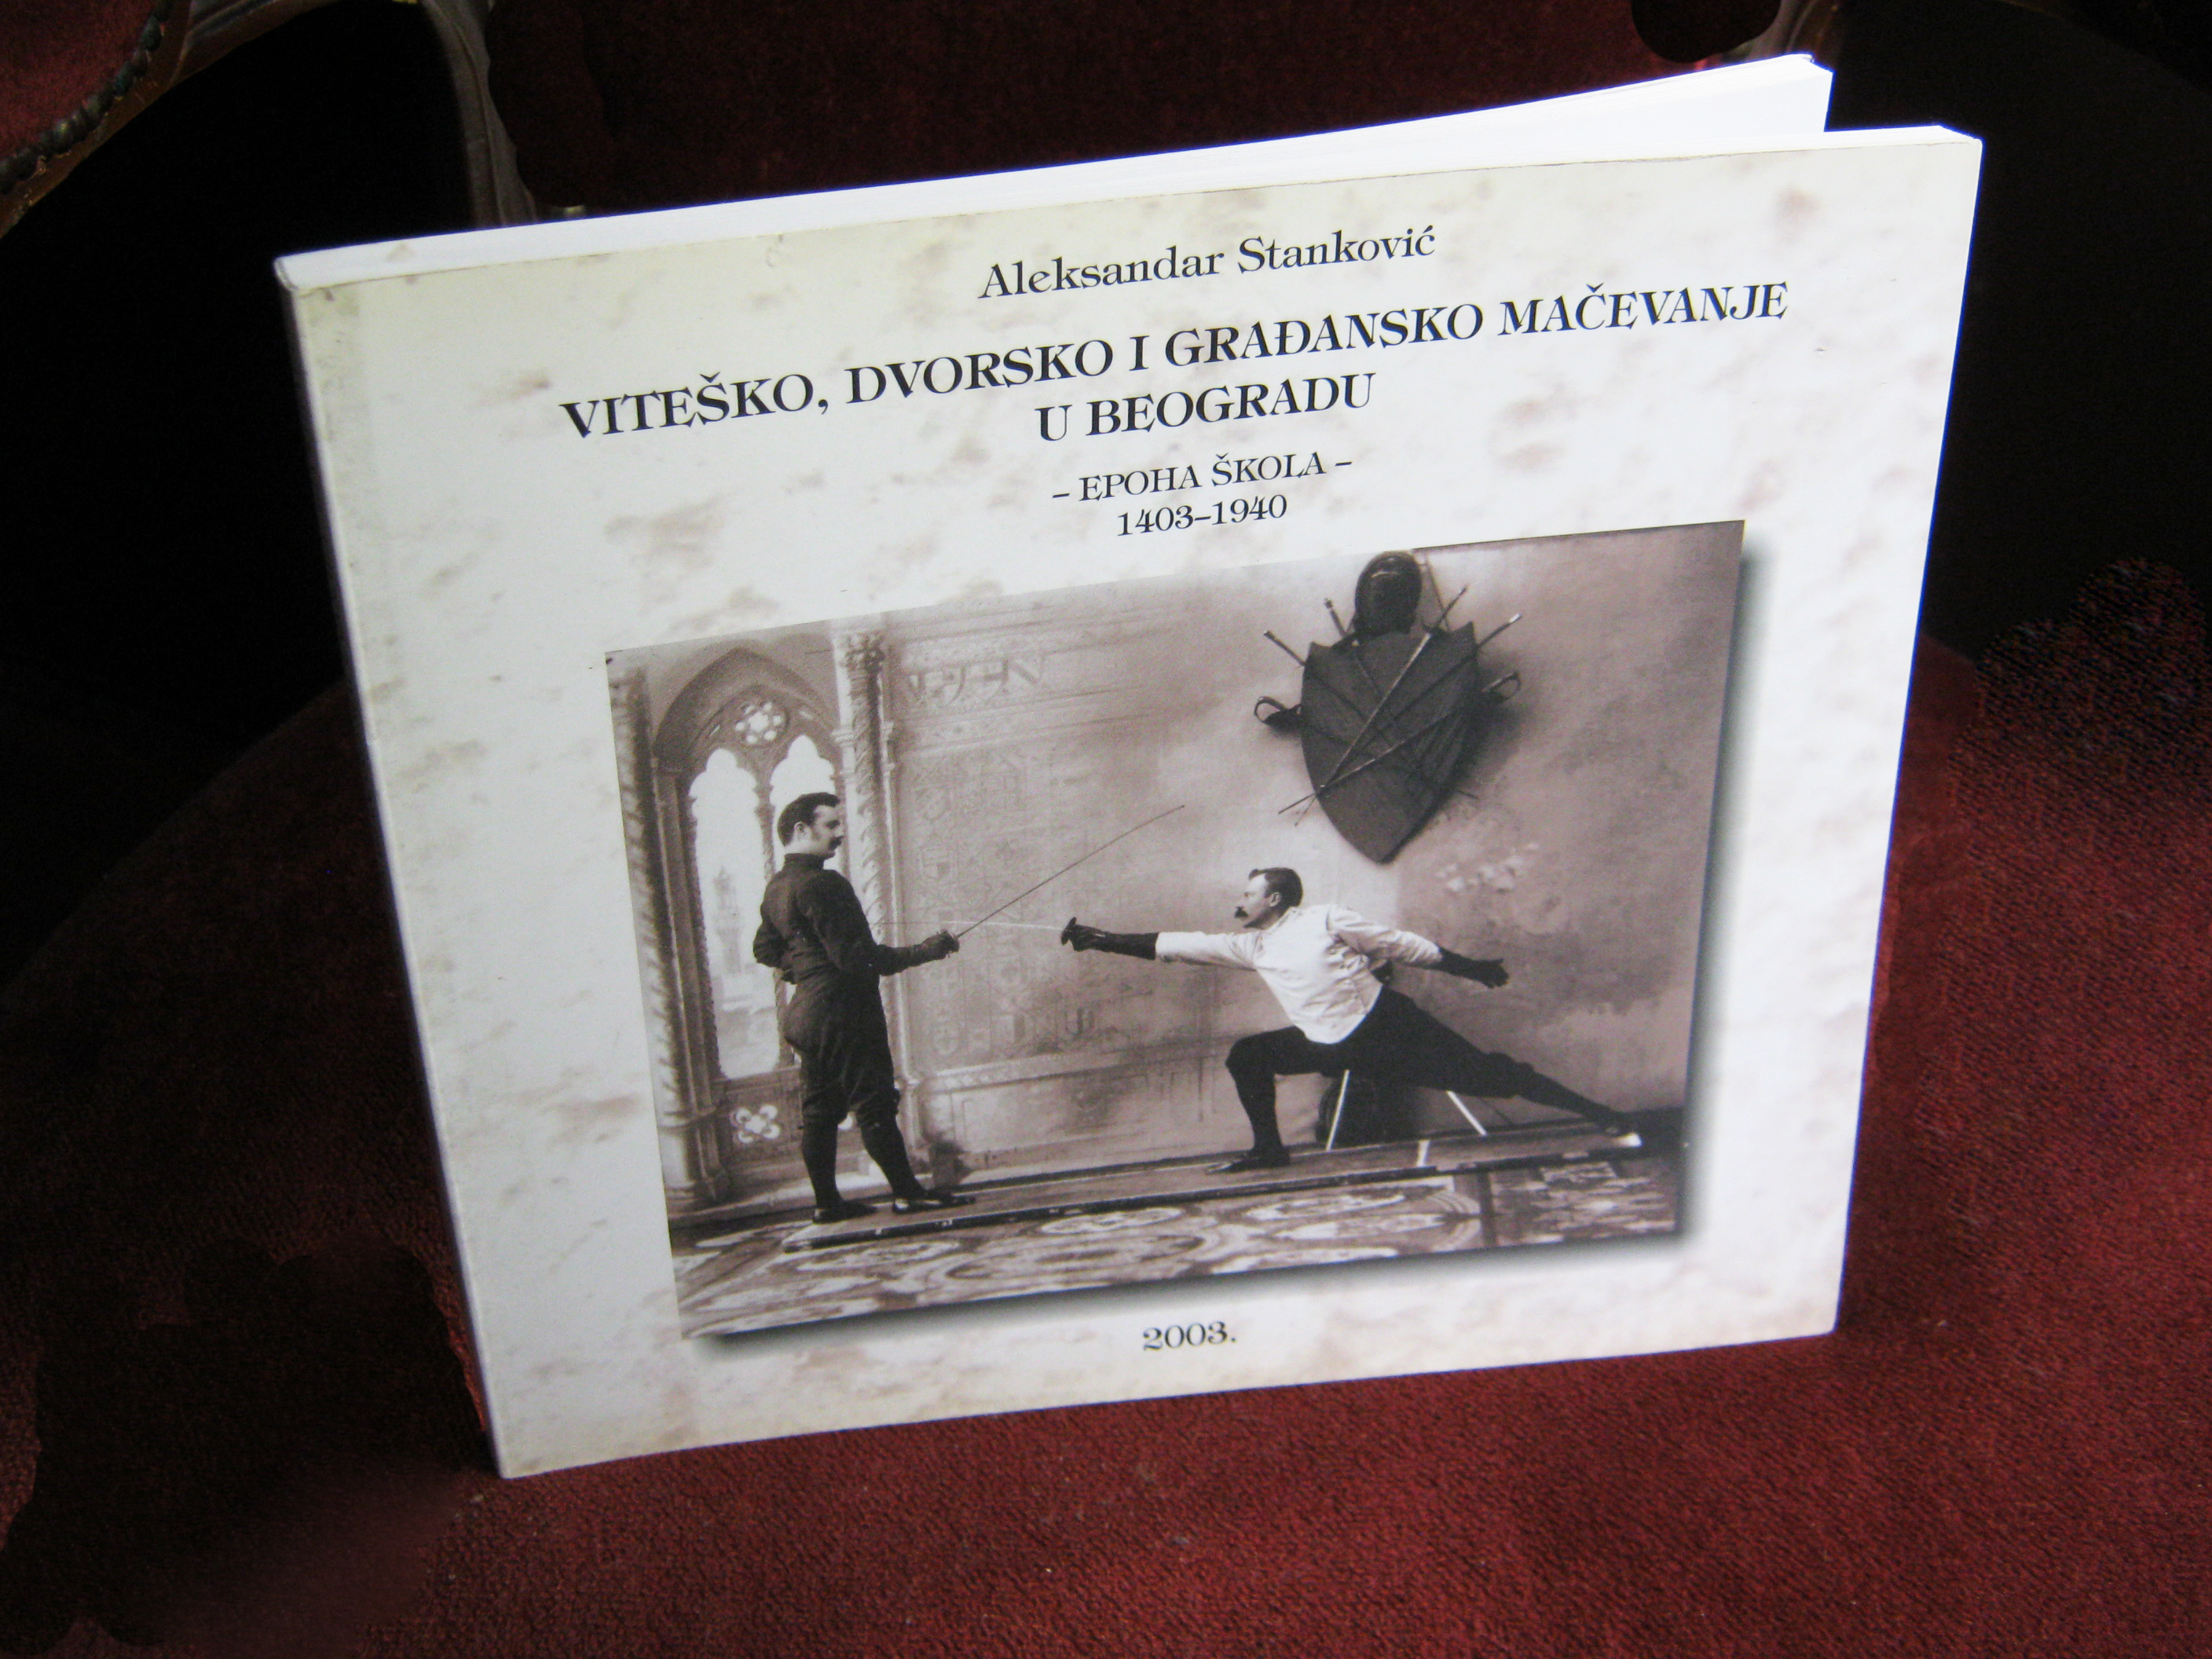 Aleksandar Stanković
VITEŠKO, DVORSKO I GRAĐANSKO MAČEVANJE
U BEOGRADU
– EPOHA ŠKOLA –
1403–1940
2003.